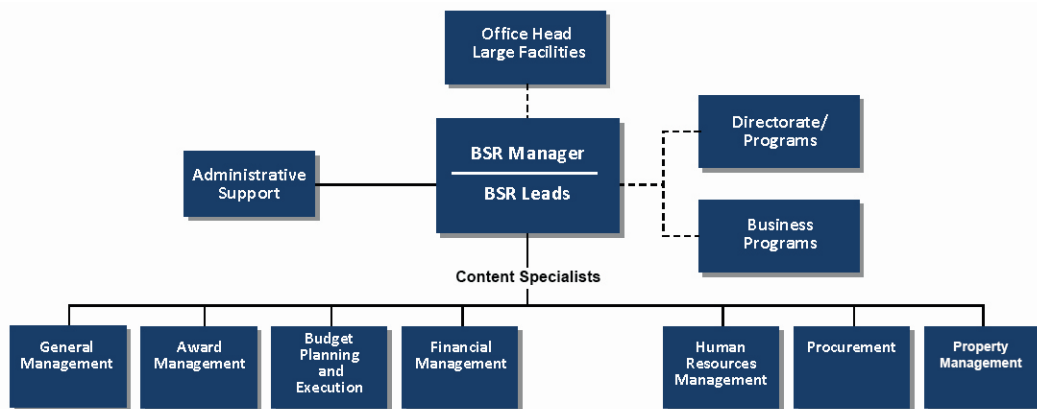 Office Head
Large Facilities
BSR Manager
BSR Leads
Directorate/
Programs
Administrative
Support
Business
Programs
Content Specialists
General
Management
Award
Management
Budget
Planning
and
Execution
Financial
Management
Human
Resources
Management
Procurement
Property
Management